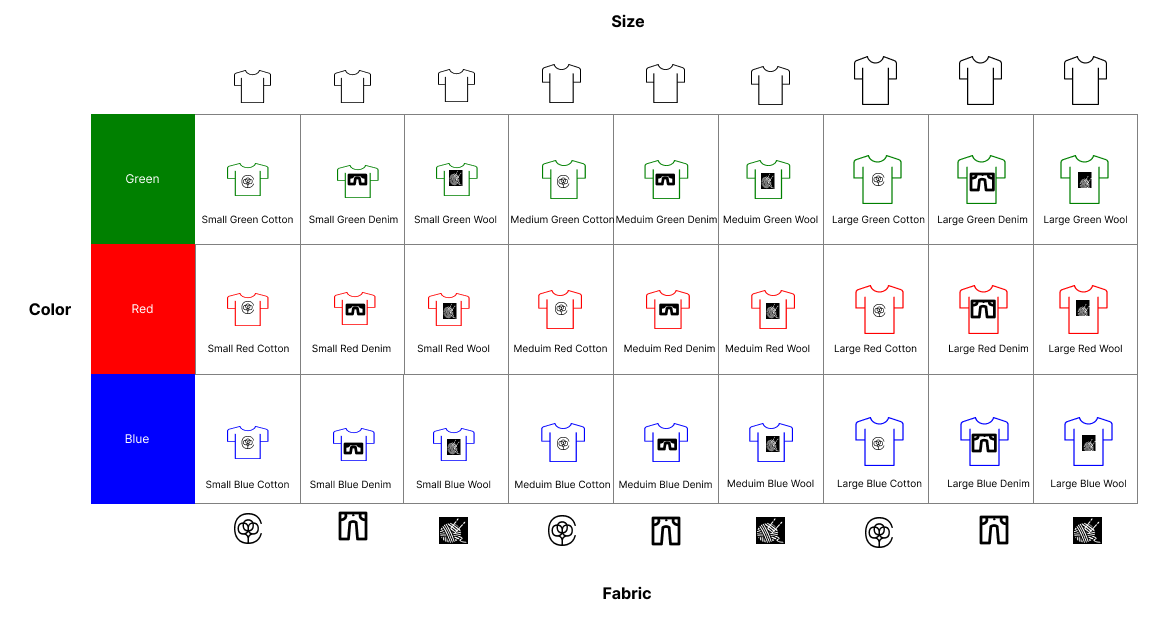 Size
Green
Small Green Cotton
Small Green Denim
Small Green Wool
Medium Green Cotton
Meduim Green Denim
Meduim Green Wool
Large Green Cotton
Large Green Denim
Large Green Wool
Color
Red
Small Red Cotton
Small Red Denim
Small Red Wool
Meduim Red Cotton
Meduim Red Denim
Meduim Red Wool
Large Red Cotton
Large Red Denim
Large Red Wool
Blue
Small Blue Cotton
Small Blue Denim
Small Blue Wool
Meduim Blue Cotton
Meduim Blue Denim
Meduim Blue Wool
Large Blue Cotton
Large Blue Denim
Large Blue Wool
Fabric